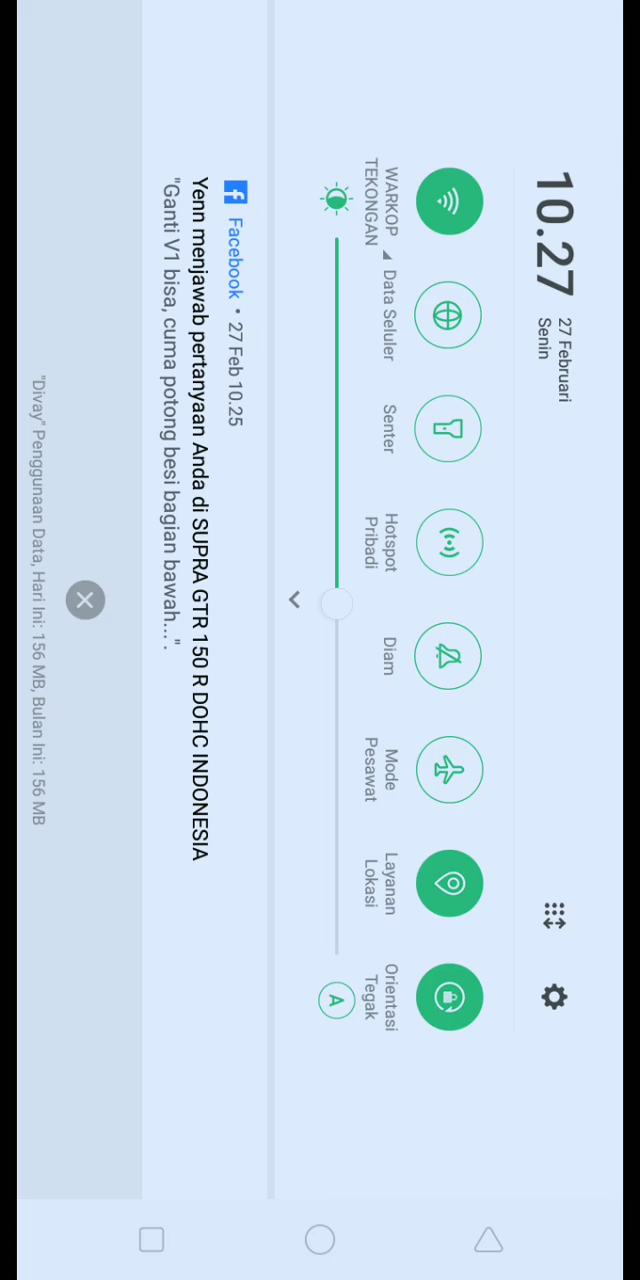 10.27
27 Februari
Senin
WARKOP
TEKONGAN
Data Seluler
Senter
Hotspot
Pribadi
Diam
Mode
Pesawat
Layanan
Lokasi
Orientasi
Tegak
A
Facebook • 27 Feb 10.25
Yenn menjawab pertanyaan Anda di SUPRA GTR 150 R DOHC INDONESIA
"Ganti V1 bisa, cuma potong besi bagian bawah... ".
"Divay" Penggunaan Data, Hari Ini: 156 MB, Bulan Ini: 156 MB